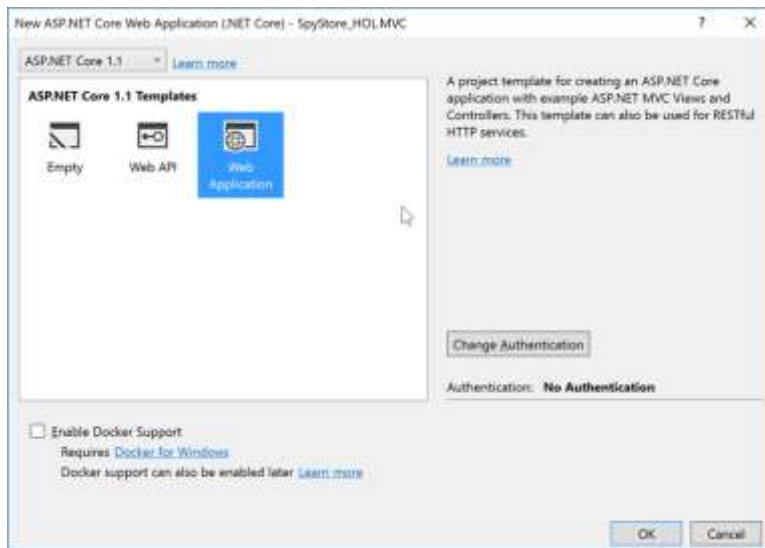 New ASP.NET Core Web Application (.NET Core) - SpyStore_HOL.MVC
ASP.NET Core 1.1 Learn more
ASP.NET Core 1.1 Templates
Empty
Web API
Web
Application
A project template for creating an ASP.NET Core
application with example ASP.NET MVC Views and
Controllers. This template can also be used for RESTful
HTTP services.
Learn more
Change Authentication
Authentication: No Authentication
Enable Docker Support
Requires Docker for Windows
Docker support can also be enabled later Learn more
OK
Cancel